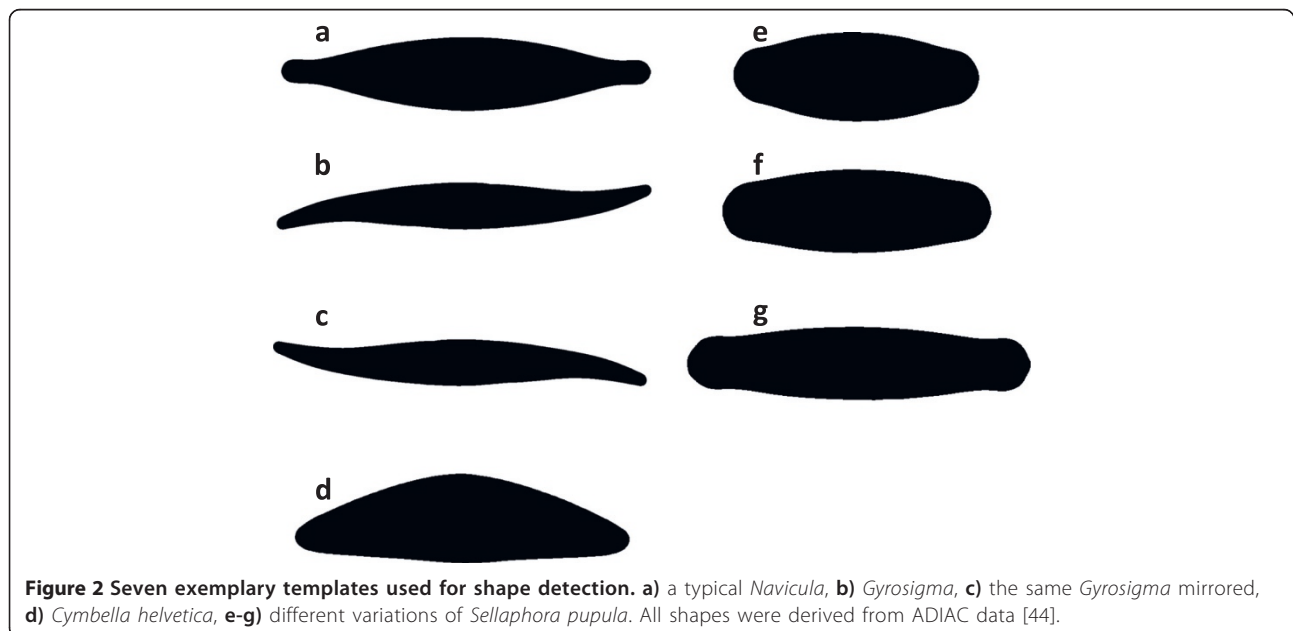 a
b
c
d
e
f
g
Figure 2 Seven exemplary templates used for shape detection. a) a typical Navicula, b) Gyrosigma, c) the same Gyrosigma mirrored,
d) Cymbella helvetica, e-g) different variations of Sellaphora pupula. All shapes were derived from ADIAC data [44].